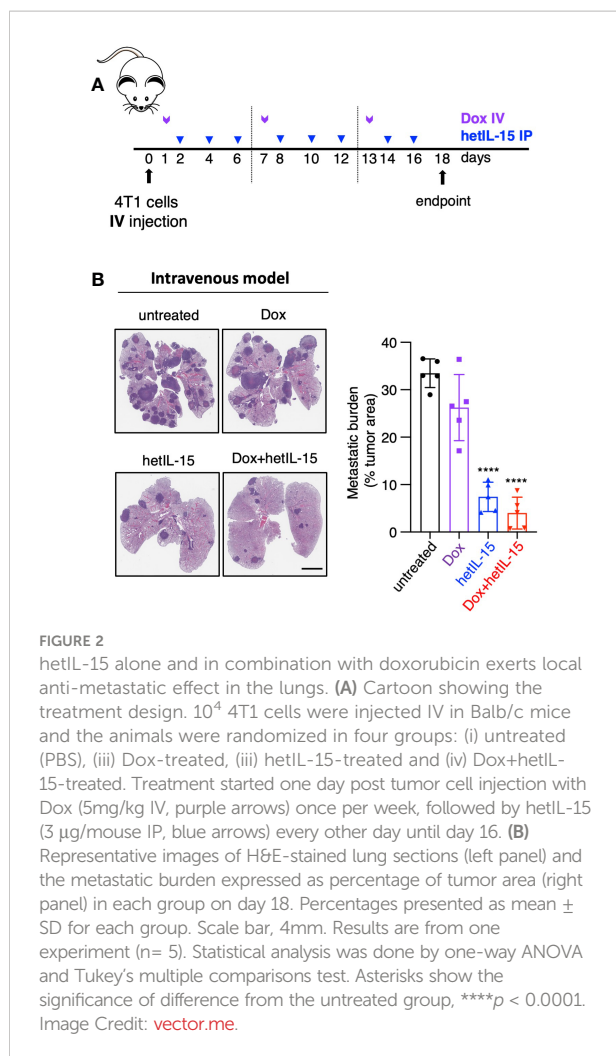 A
Dox IV
hetIL-15 IP
0 1 2 4 6 7 8 10 12 13 14 16 18 days
4T1 cells
IV injection
endpoint
B
Intravenous model
untreated Dox
hetIL-15 Dox+hetIL-15
Metastatic burden
(% tumor area)
40
30
20
10
0
**** ****
untreated
Dox
hetIL-15
Dox+hetIL-15
FIGURE 2
hetIL-15 alone and in combination with doxorubicin exerts local
anti-metastatic effect in the lungs. (A) Cartoon showing the
treatment design. 10⁴ 4T1 cells were injected IV in Balb/c mice
and the animals were randomized in four groups: (i) untreated
(PBS), (iii) Dox-treated, (iii) hetIL-15-treated and (iv) Dox+hetIL-
15-treated. Treatment started one day post tumor cell injection with
Dox (5mg/kg IV, purple arrows) once per week, followed by hetIL-15
(3 μg/mouse IP, blue arrows) every other day until day 16. (B)
Representative images of H&E-stained lung sections (left panel) and
the metastatic burden expressed as percentage of tumor area (right
panel) in each group on day 18. Percentages presented as mean ±
SD for each group. Scale bar, 4mm. Results are from one
experiment (n= 5). Statistical analysis was done by one-way ANOVA
and Tukey's multiple comparisons test. Asterisks show the
significance of difference from the untreated group, ****p < 0.0001.
Image Credit: vector.me.